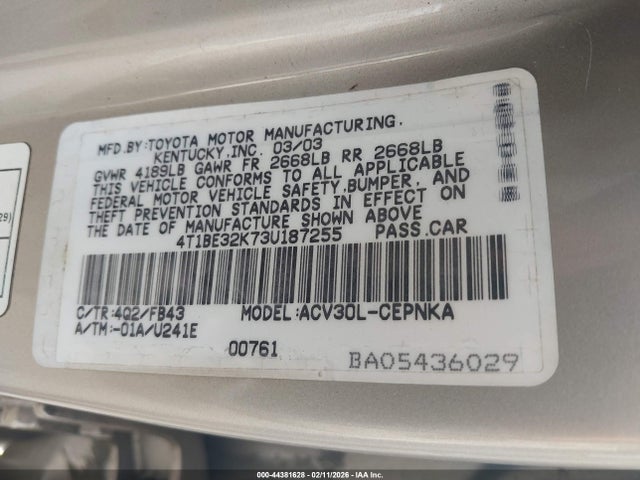 MFD.BY:TOYOTA MOTOR MANUFACTURING.
KENTUCKY,INC. 03/03
GVWR 4189LB GAWR FR 2668LB RR 2668LB
THIS VEHICLE CONFORMS TO ALL APPLICABLE
FEDERAL MOTOR VEHICLE SAFETY,BUMPER, AND
THEFT PREVENTION STANDARDS IN EFFECT ON
THE DATE OF MANUFACTURE SHOWN ABOVE
4T1BE32K73U187255 PASS.CAR
C/TR:4Q2/FB43 MODEL:ACV30L-CEPNKA
A/TM:-01A/U241E
00761 BA05436029
29)
000-44381628 - 02/11/2026 - IAA Inc.